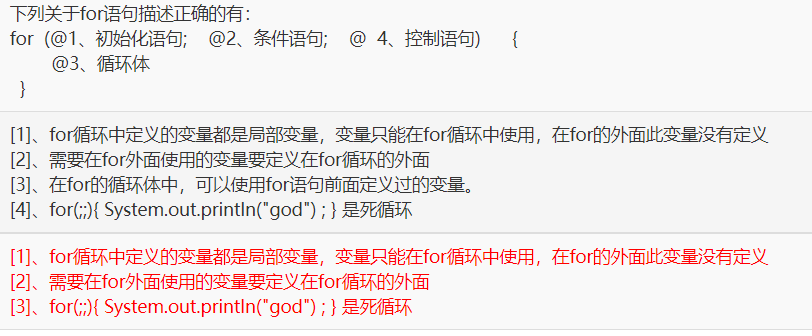 下列关于for语句描述正确的有：
for (@1、初始化语句; @2、条件语句; @ 4、控制语句) {
@3、循环体
}
[1]、for循环中定义的变量都是局部变量，变量只能在for循环中使用，在for的外面此变量没有定义
[2]、需要在for外面使用的变量要定义在for循环的外面
[3]、在for的循环体中，可以使用for语句前面定义过的变量。
[4]、for(;;){ System.out.println("god") ; } 是死循环
[1]、for循环中定义的变量都是局部变量，变量只能在for循环中使用，在for的外面此变量没有定义
[2]、需要在for外面使用的变量要定义在for循环的外面
[3]、for(;;){ System.out.println("god") ; } 是死循环